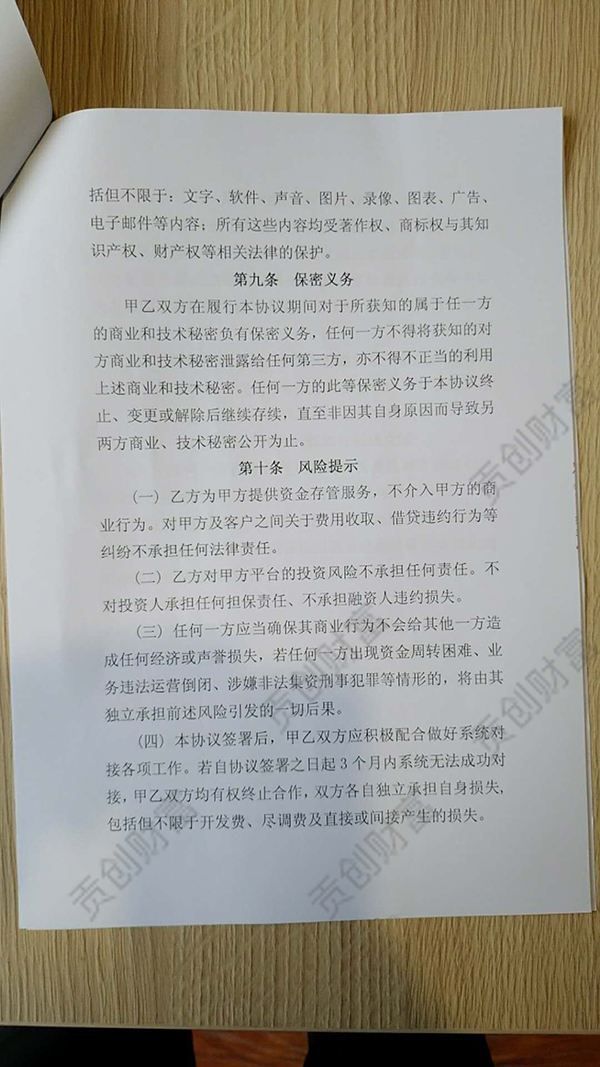 括但不限于：文字、软件、声音、图片、录像、图表、广告、
电子邮件等内容；所有这些内容均受著作权、商标权与其知
识产权、财产权等相关法律的保护。
第九条 保密义务
甲乙双方在履行本协议期间对于所获知的属于任一方
的商业和技术秘密负有保密义务，任何一方不得将获知的对
方商业和技术秘密泄露给任何第三方，亦不得不正当的利用
上述商业和技术秘密。任何一方的此等保密义务于本协议终
止、变更或解除后继续存续，直至非因其自身原因而导致另
两方商业、技术秘密公开为止。
第十条 风险提示
（一）乙方为甲方提供资金存管服务，不介入甲方的商
业行为。对甲方及客户之间关于费用收取、借贷违约行为等
纠纷不承担任何法律责任。
（二）乙方对甲方平台的投资风险不承担任何责任。不
对投资人承担任何担保责任、不承担融资人违约损失。
（三）任何一方应当确保其商业行为不会给其他一方造
成任何经济或声誉损失，若任何一方出现资金周转困难、业
务违法运营倒闭、涉嫌非法集资刑事犯罪等情形的，将由其
独立承担前述风险引发的一切后果。
（四）本协议签署后，甲乙双方应积极配合做好系统对
接各项工作。若自协议签署之日起 3 个月内系统无法成功对
接，甲乙双方均有权终止合作，双方各自独立承担自身损失，
包括但不限于开发费、尽调费及直接或间接产生的损失。
贡创财富
贡创财富
贡创财富
贡创财富
贡创财富